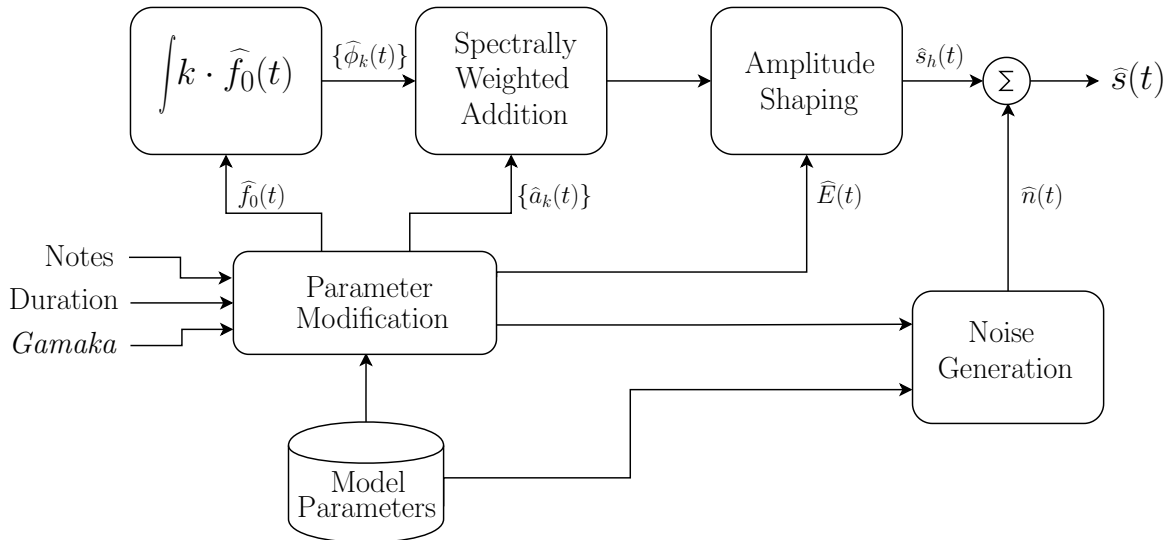 ∫k · f̂₀(t)
{ϕ̂ₖ(t)}
Spectrally
Weighted
Addition
Amplitude
Shaping
ŝₕ(t)
Σ
ŝ(t)
f̂₀(t)
{âₖ(t)}
Ê(t)
n̂(t)
Notes
Duration
Gamaka
Parameter
Modification
Noise
Generation
Model
Parameters